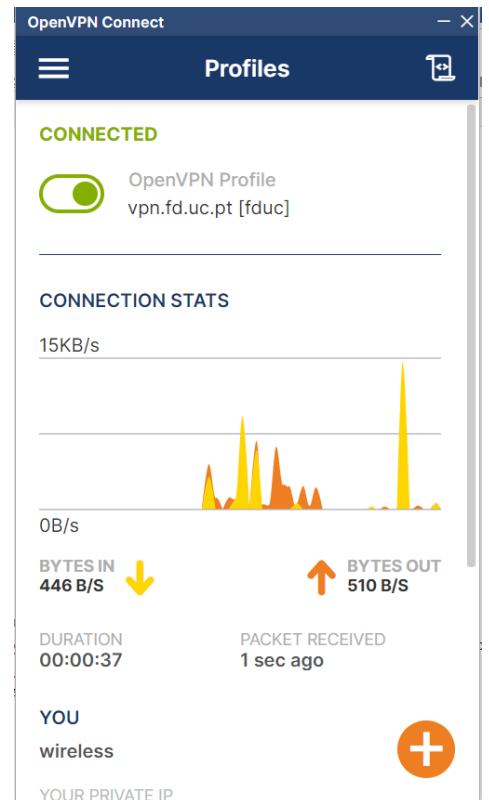 OpenVPN Connect
Profiles
CONNECTED
OpenVPN Profile
vpn.fd.uc.pt [fduc]
CONNECTION STATS
15KB/s
0B/s
BYTES IN
446 B/S
BYTES OUT
510 B/S
DURATION
00:00:37
PACKET RECEIVED
1 sec ago
YOU
wireless
YOUR PRIVATE IP